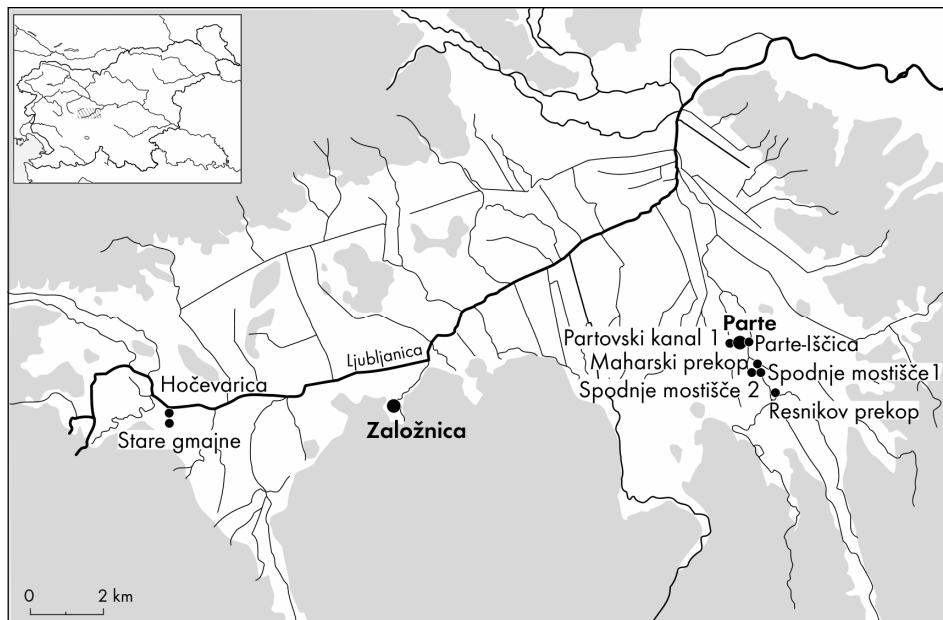 Partovski kanal 1
Parte
Parte-Iščica
Maharski prekop
Spodnje mostišče 1
Spodnje mostišče 2
Resnikov prekop
Ljubljanica
Hočevarica
Stare gmajne
Založnica
0 2 km